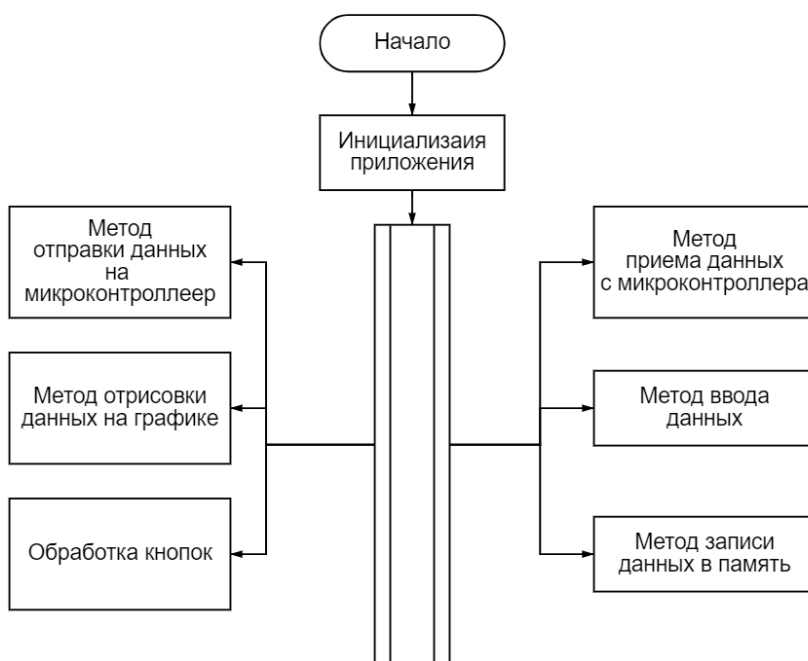 Начало
Инициализаия
приложения
Метод
отправки данных
на
микроконтроллеер
Метод отрисовки
данных на графике
Обработка кнопок
Метод
приема данных
с микроконтроллера
Метод ввода
данных
Метод записи
данных в память